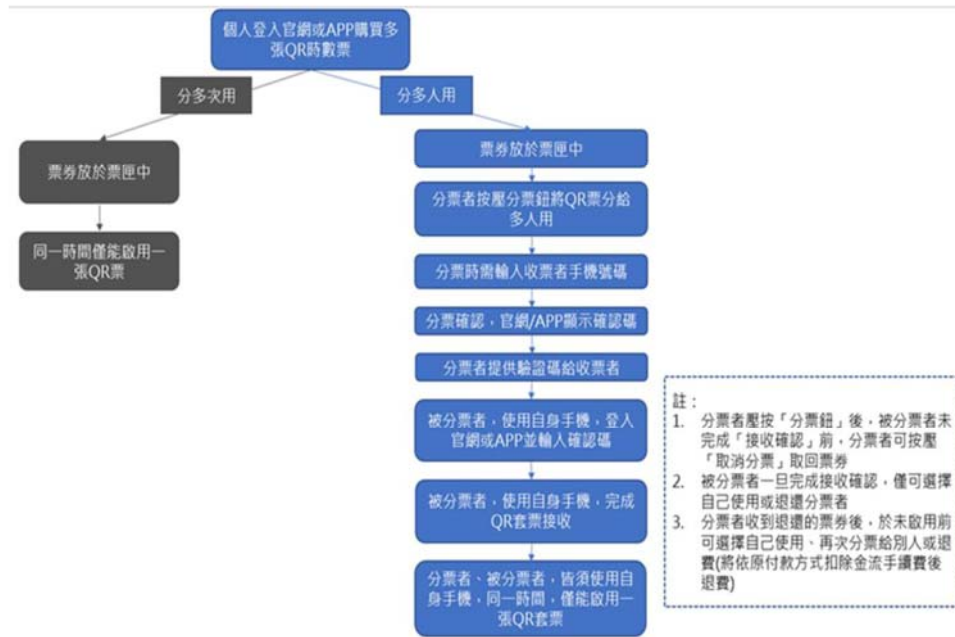 個人登入官網或APP購買多
張QR時數票
分多次用
分多人用
票券放於票匣中
同一時間僅能啟用一
張QR票
票券放於票匣中
分票者按壓分票鈕將QR票分給
多人用
分票時需輸入收票者手機號碼
分票確認，官網/APP顯示確認碼
分票者提供驗證碼給收票者
被分票者，使用自身手機，登入
官網或APP並輸入確認碼
被分票者，使用自身手機，完成
QR套票接收
分票者、被分票者，皆須使用自
身手機，同一時間，僅能啟用一
張QR套票
註：
1. 分票者壓按「分票鈕」後，被分票者未
完成「接收確認」前，分票者可按壓
「取消分票」取回票券
2. 被分票者一旦完成接收確認，僅可選擇
自己使用或退還分票者
3. 分票者收到退還的票券後，於未啟用前
可選擇自己使用、再次分票給別人或退
費(將依原付款方式扣除金流手續費後
退費)